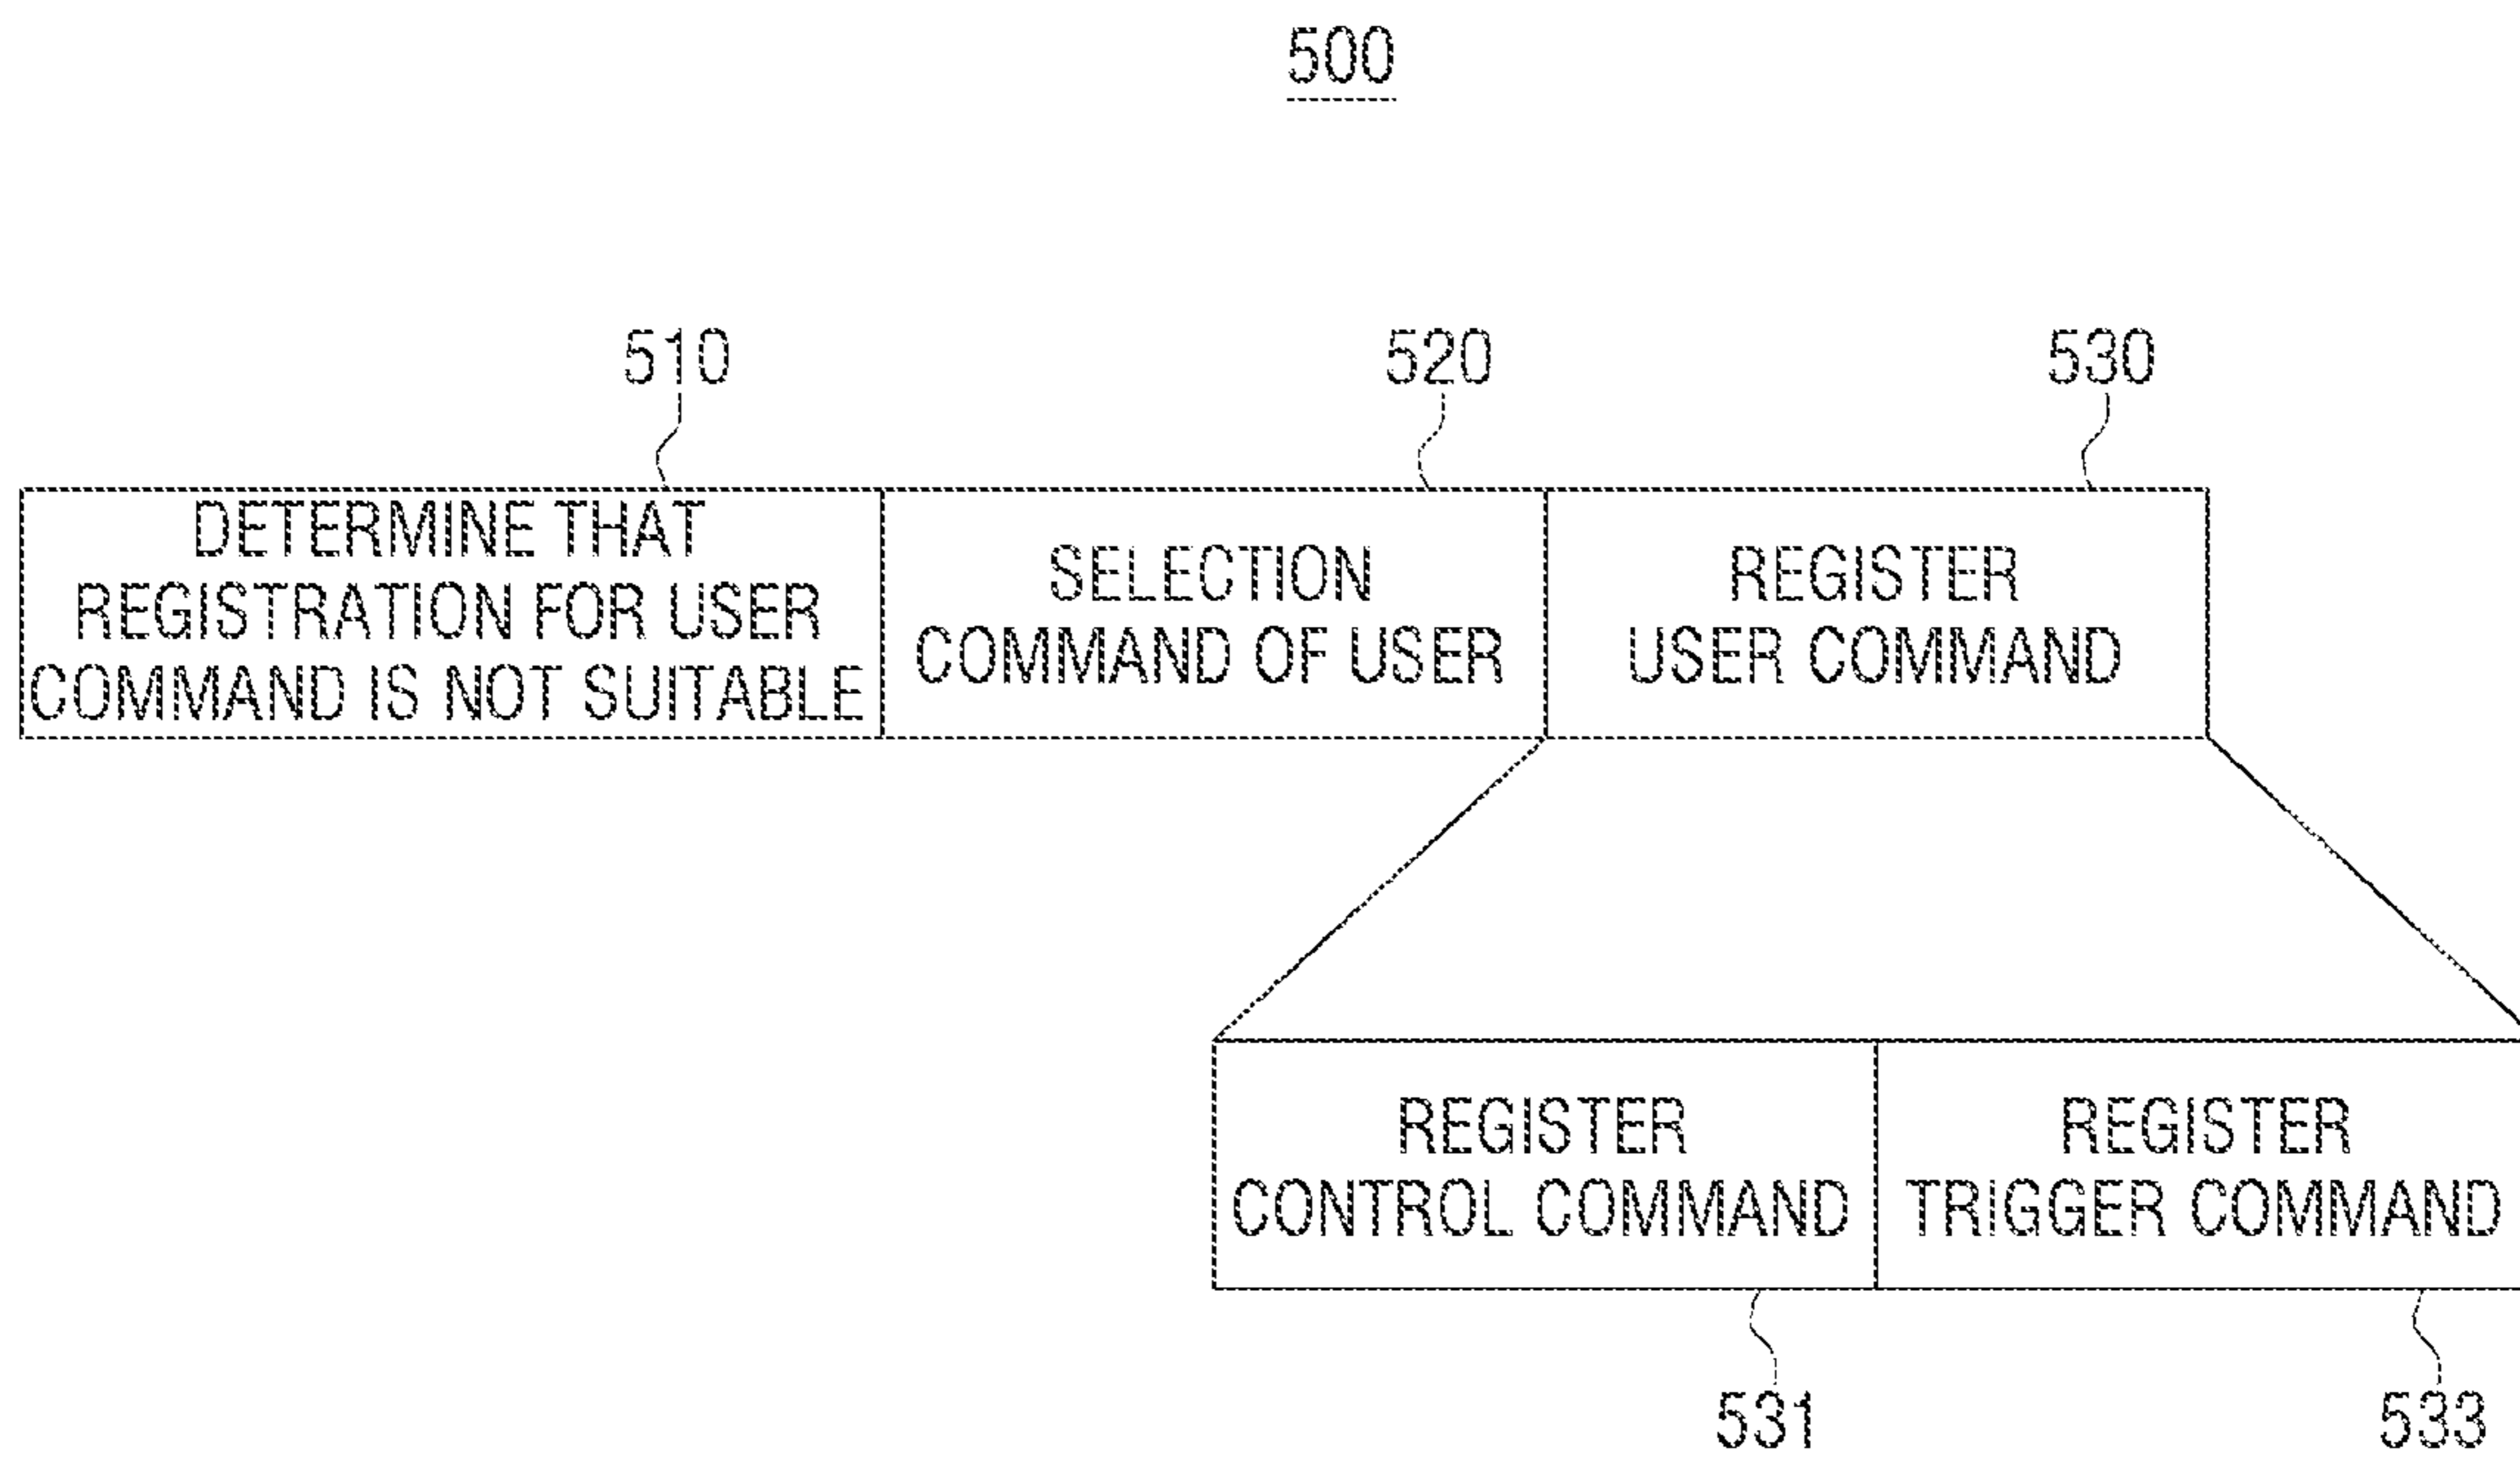 500
510
520
530
DETERMINE THAT
REGISTRATION FOR USER
COMMAND IS NOT SUITABLE
SELECTION
COMMAND OF USER
REGISTER
USER COMMAND
REGISTER
CONTROL COMMAND
REGISTER
TRIGGER COMMAND
531
533